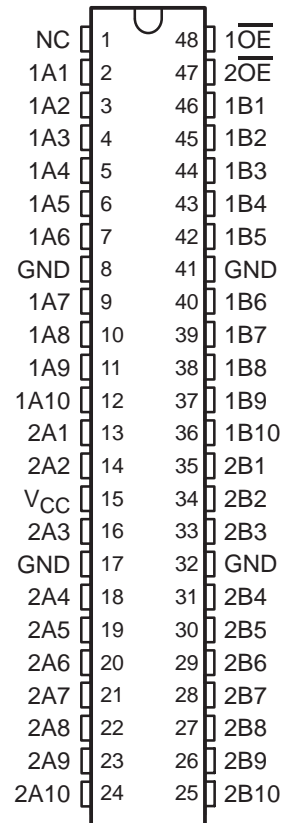 NC 1 48 1OE
1A1 2 47 2OE
1A2 3 46 1B1
1A3 4 45 1B2
1A4 5 44 1B3
1A5 6 43 1B4
1A6 7 42 1B5
GND 8 41 GND
1A7 9 40 1B6
1A8 10 39 1B7
1A9 11 38 1B8
1A10 12 37 1B9
2A1 13 36 1B10
2A2 14 35 2B1
VCC 15 34 2B2
2A3 16 33 2B3
GND 17 32 GND
2A4 18 31 2B4
2A5 19 30 2B5
2A6 20 29 2B6
2A7 21 28 2B7
2A8 22 27 2B8
2A9 23 26 2B9
2A10 24 25 2B10